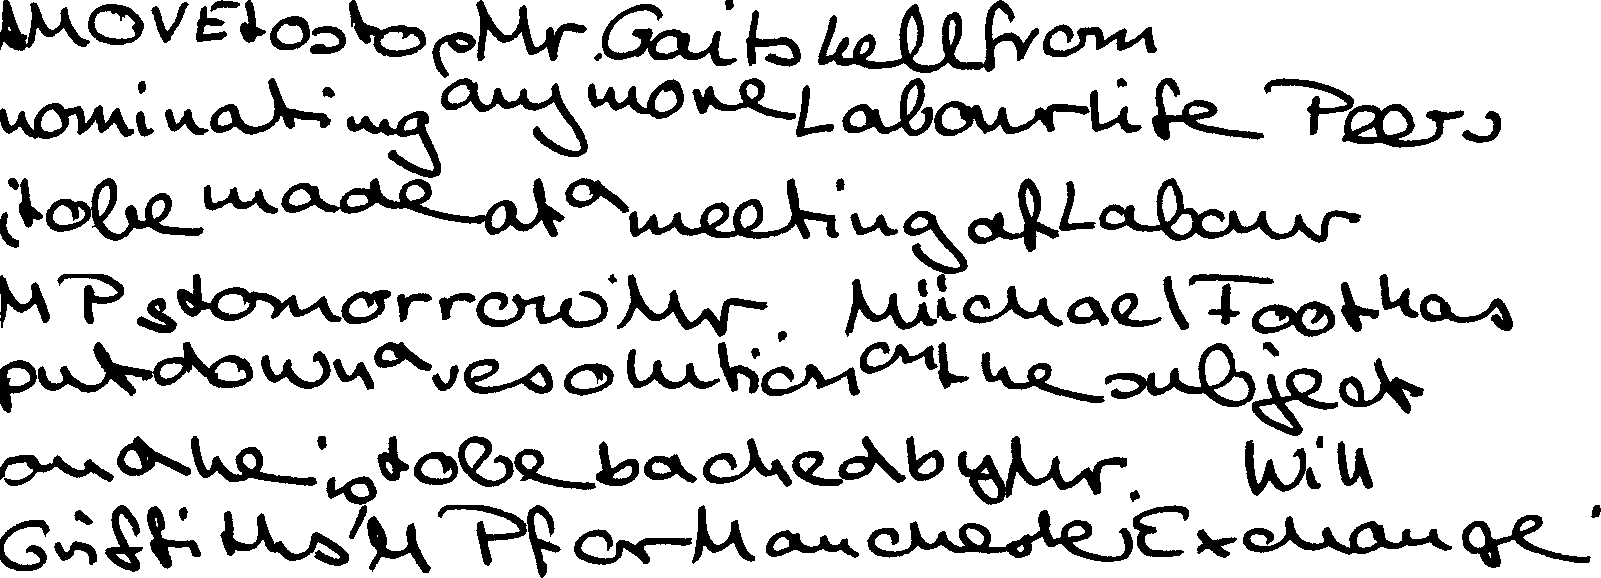 A MOVE to stop Mr. Gaitskell from
nominating any more Labour life Peers
is to be made at a meeting of Labour
MPs tomorrow. Mr. Michael Foot has
put down a resolution on the subject
and he is to be backed by Mr. Will
Griffiths, MP for Manchester Exchange.